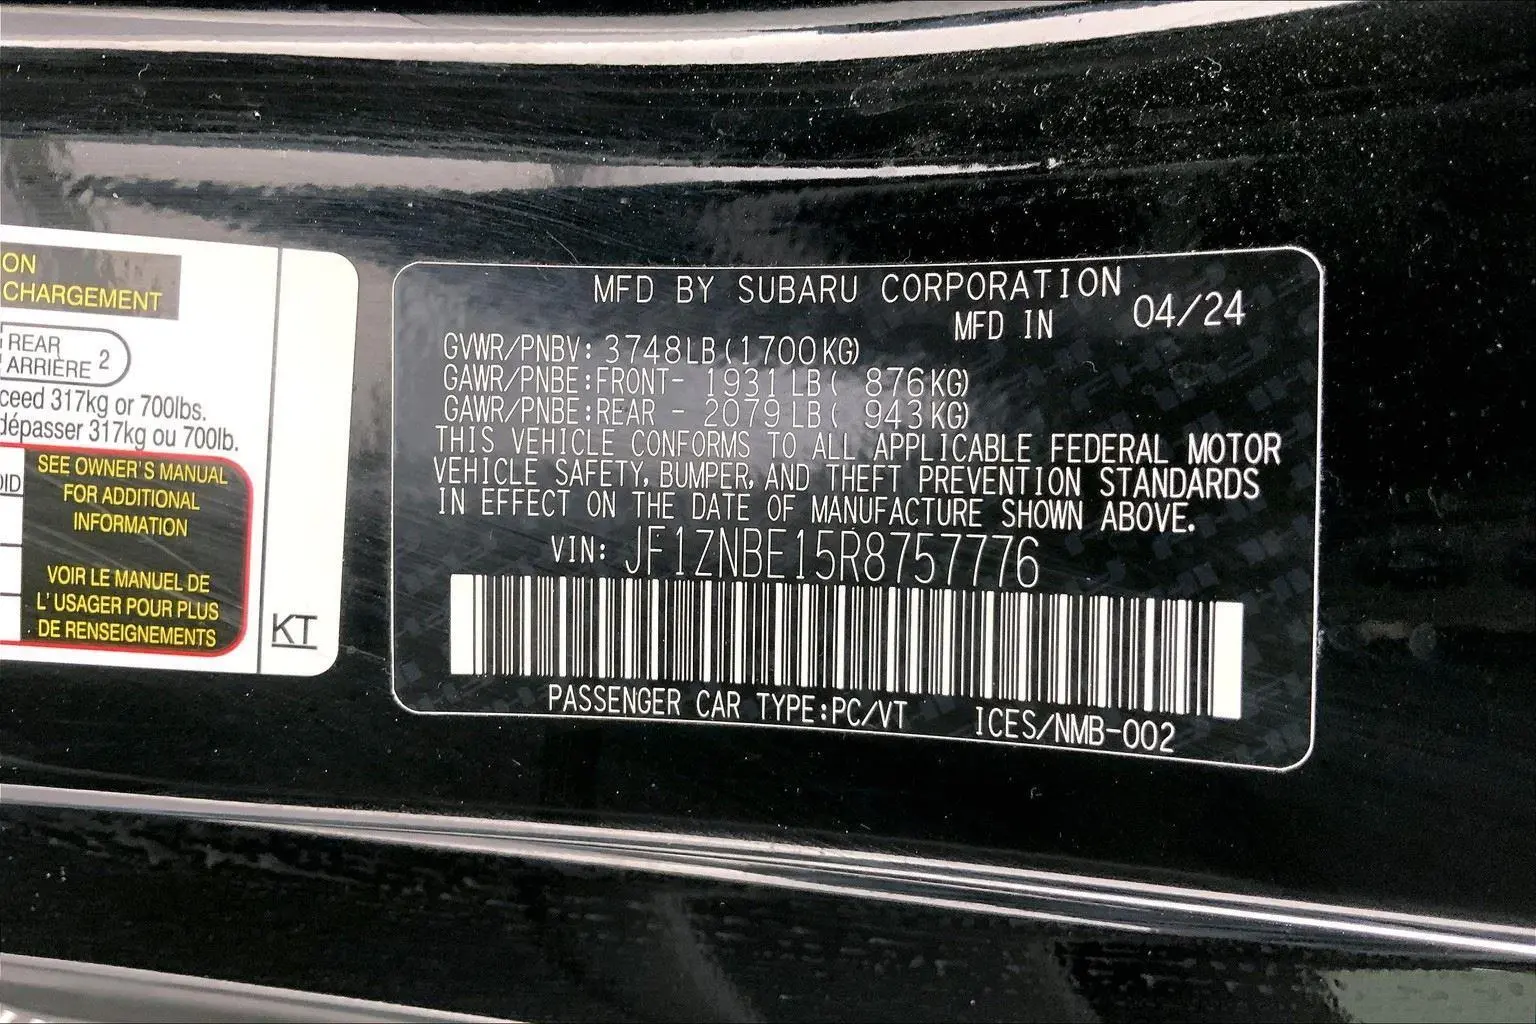 ON
CHARGEMENT
REAR
ARRIÈRE 2
ceed 317kg or 700lbs.
dépasser 317kg ou 700lb.
OID
SEE OWNER'S MANUAL
FOR ADDITIONAL
INFORMATION
VOIR LE MANUEL DE
L' USAGER POUR PLUS
DE RENSEIGNEMENTS
KT
MFD BY SUBARU CORPORATION
MFD IN 04/24
GVWR/PNBV: 3748LB(1700KG)
GAWR/PNBE:FRONT- 1931LB( 876KG)
GAWR/PNBE:REAR - 2079LB( 943KG)
THIS VEHICLE CONFORMS TO ALL APPLICABLE FEDERAL MOTOR
VEHICLE SAFETY, BUMPER, AND THEFT PREVENTION STANDARDS
IN EFFECT ON THE DATE OF MANUFACTURE SHOWN ABOVE.
VIN: JF1ZNBE15R8757776
PASSENGER CAR TYPE:PC/VT ICES/NMB-002